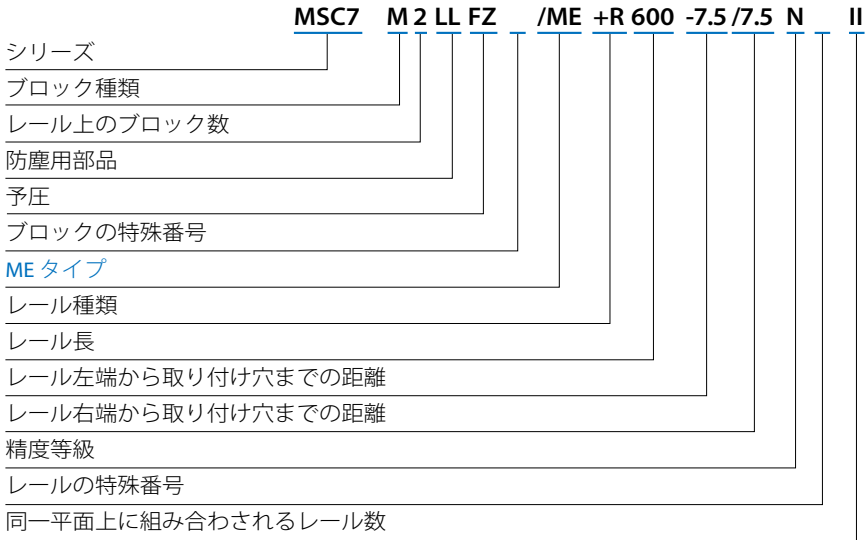 MSC7 M 2 LL FZ /ME +R 600 -7.5 /7.5 N II
シリーズ
ブロック種類
レール上のブロック数
防塵用部品
予圧
ブロックの特殊番号
ME タイプ
レール種類
レール長
レール左端から取り付け穴までの距離
レール右端から取り付け穴までの距離
精度等級
レールの特殊番号
同一平面上に組み合わされるレール数